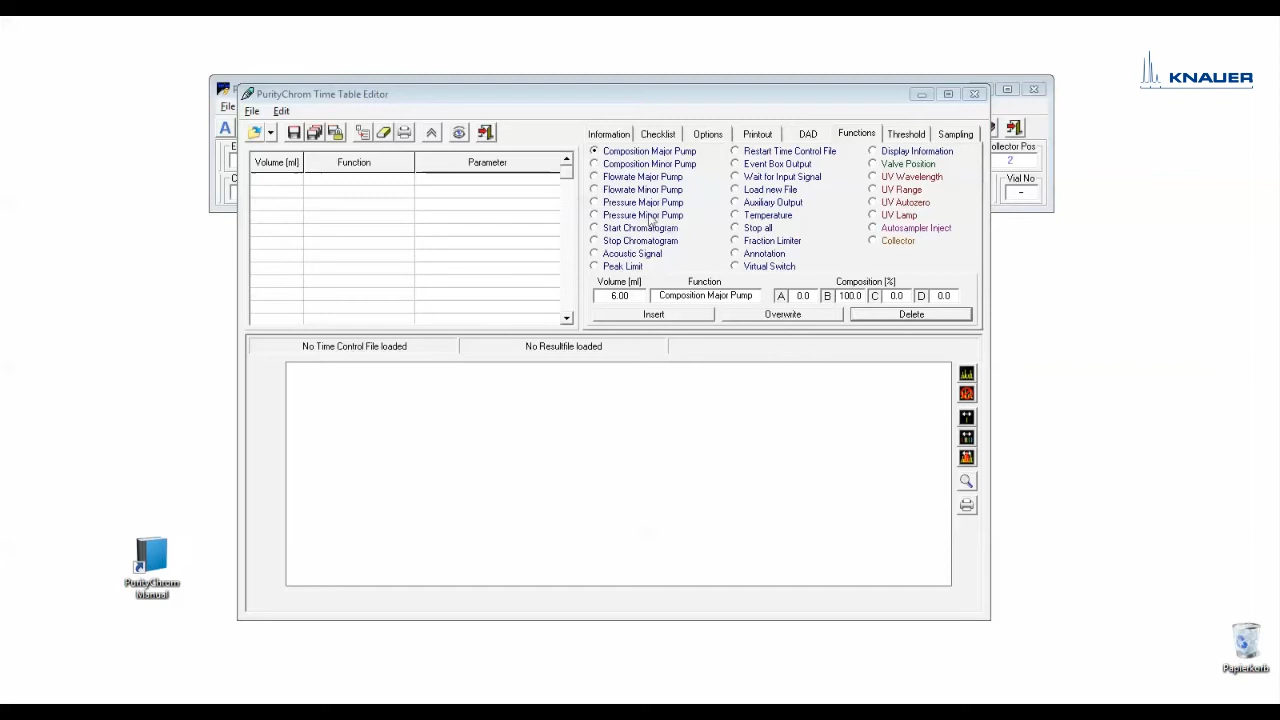 KNAUER
PurityChrom Time Table Editor
File
File Edit
A
Information Checklist Options Printout DAD Functions Threshold Sampling
ollector Pos
2
Vial No
-
Volume [ml] Function Parameter
Composition Major Pump Restart Time Control File Display Information
Composition Minor Pump Event Box Output Valve Position
Flowrate Major Pump Wait for Input Signal UV Wavelength
Flowrate Minor Pump Load new File UV Range
Pressure Major Pump Auxiliary Output UV Autozero
Pressure Minor Pump Temperature UV Lamp
Start Chromatogram Stop all Autosampler Inject
Stop Chromatogram Fraction Limiter Collector
Acoustic Signal Annotation
Peak Limit Virtual Switch
Volume [ml] Function Composition [%]
6.00 Composition Major Pump A 0.0 B 100.0 C 0.0 D 0.0
Insert Overwrite Delete
No Time Control File loaded No Resultfile loaded
PurityChrom
Manual
Papierkorb